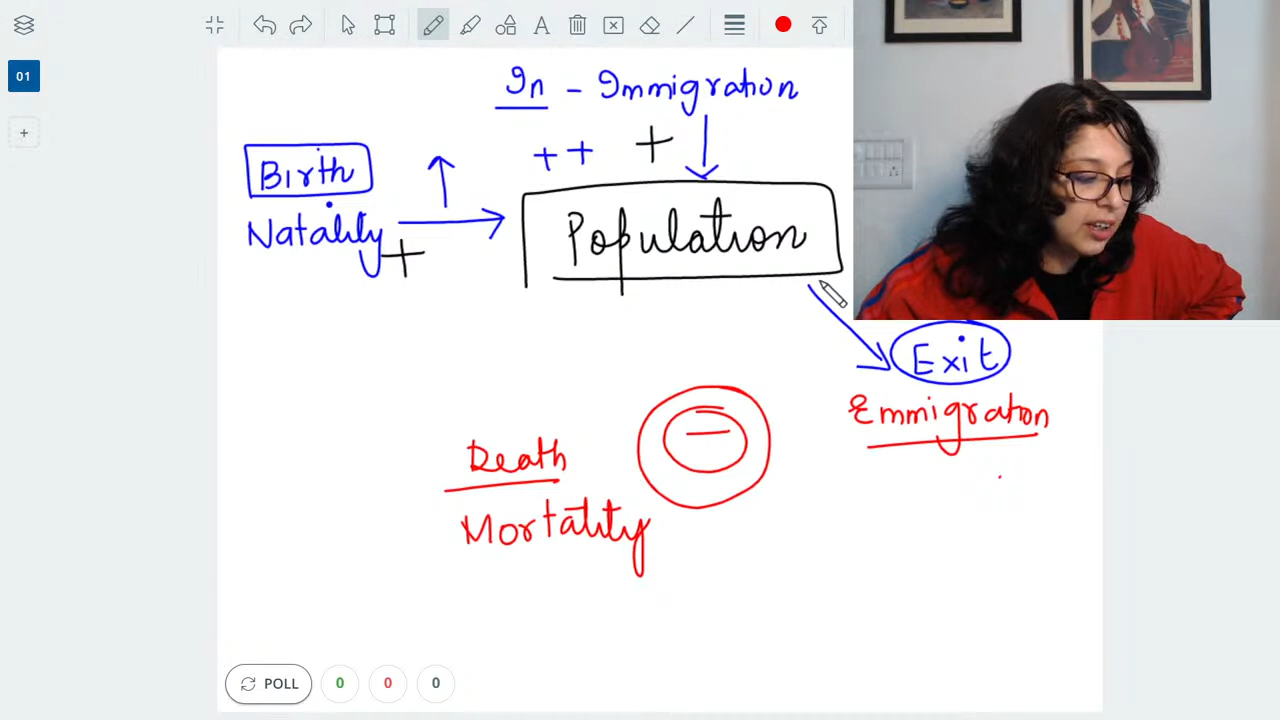 01
In - Immigration
+ + +
Birth
Natality
+
Population
Exit
Emmigration
Death
Mortality
POLL 0 0 0